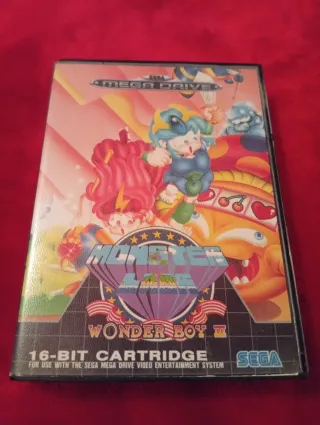 MEGA DRIVE
MONSTER
LAIR
WONDER BOY III
16-BIT CARTRIDGE
FOR USE WITH THE SEGA MEGA DRIVE VIDEO ENTERTAINMENT SYSTEM
SEGA